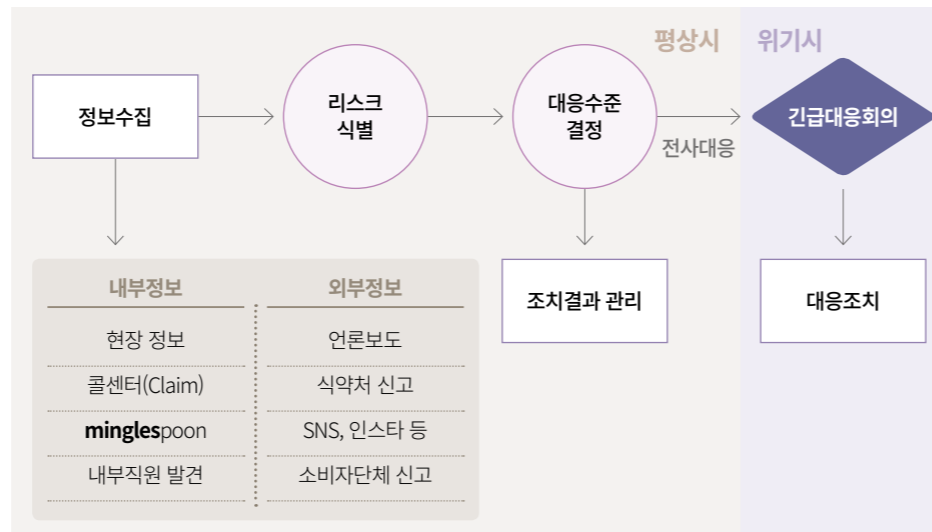 평상시
위기시
정보수집
리스크
식별
대응수준
결정
전사대응
긴급대응회의
조치결과 관리
대응조치
내부정보
외부정보
현장 정보
언론보도
콜센터(Claim)
식약처 신고
minglespoon
SNS, 인스타 등
내부직원 발견
소비자단체 신고